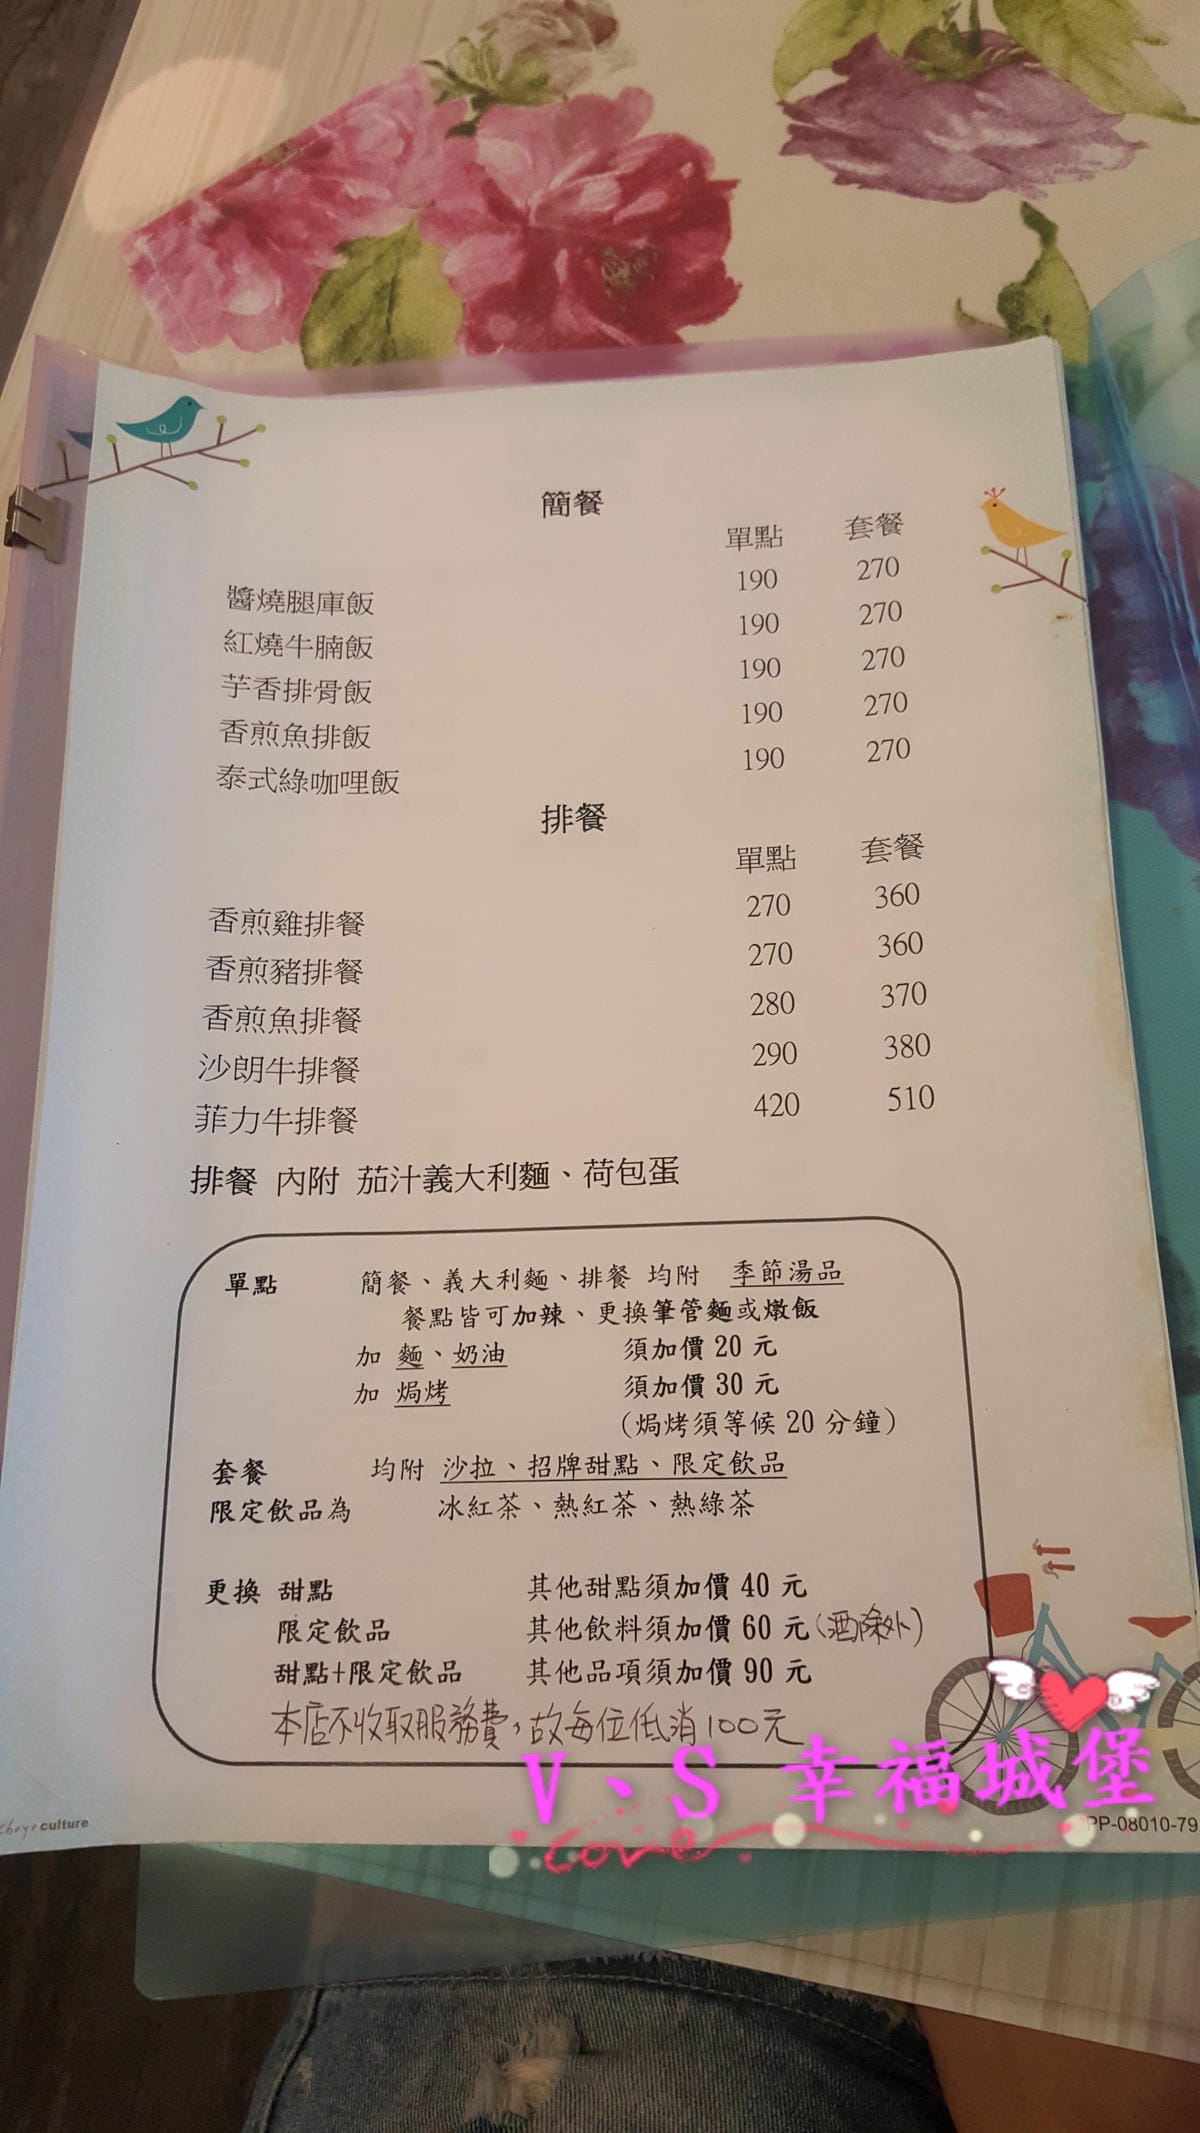 簡餐
單點 套餐
醬燒腿庫飯 190 270
紅燒牛腩飯 190 270
芋香排骨飯 190 270
香煎魚排飯 190 270
泰式綠咖哩飯 190 270
排餐
單點 套餐
香煎雞排餐 270 360
香煎豬排餐 270 360
香煎魚排餐 280 370
沙朗牛排餐 290 380
菲力牛排餐 420 510
排餐 內附 茄汁義大利麵、荷包蛋
單點 簡餐、義大利麵、排餐 均附 季節湯品
餐點皆可加辣、更換筆管麵或燉飯
加 麵、奶油 須加價 20 元
加 焗烤 須加價 30 元
（焗烤須等候 20 分鐘）
套餐 均附 沙拉、招牌甜點、限定飲品
限定飲品為 冰紅茶、熱紅茶、熱綠茶
更換 甜點 其他甜點須加價 40 元
限定飲品 其他飲料須加價 60 元(酒除外)
甜點+限定飲品 其他品項須加價 90 元
本店不收取服務費，故每位低消100元
V、S 幸福城堡
Love
culture
PP-08010-79